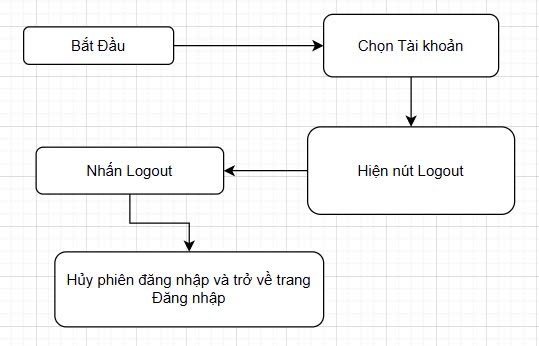 Bắt Đầu
Chọn Tài khoản
Hiện nút Logout
Nhấn Logout
Hủy phiên đăng nhập và trở về trang
Đăng nhập